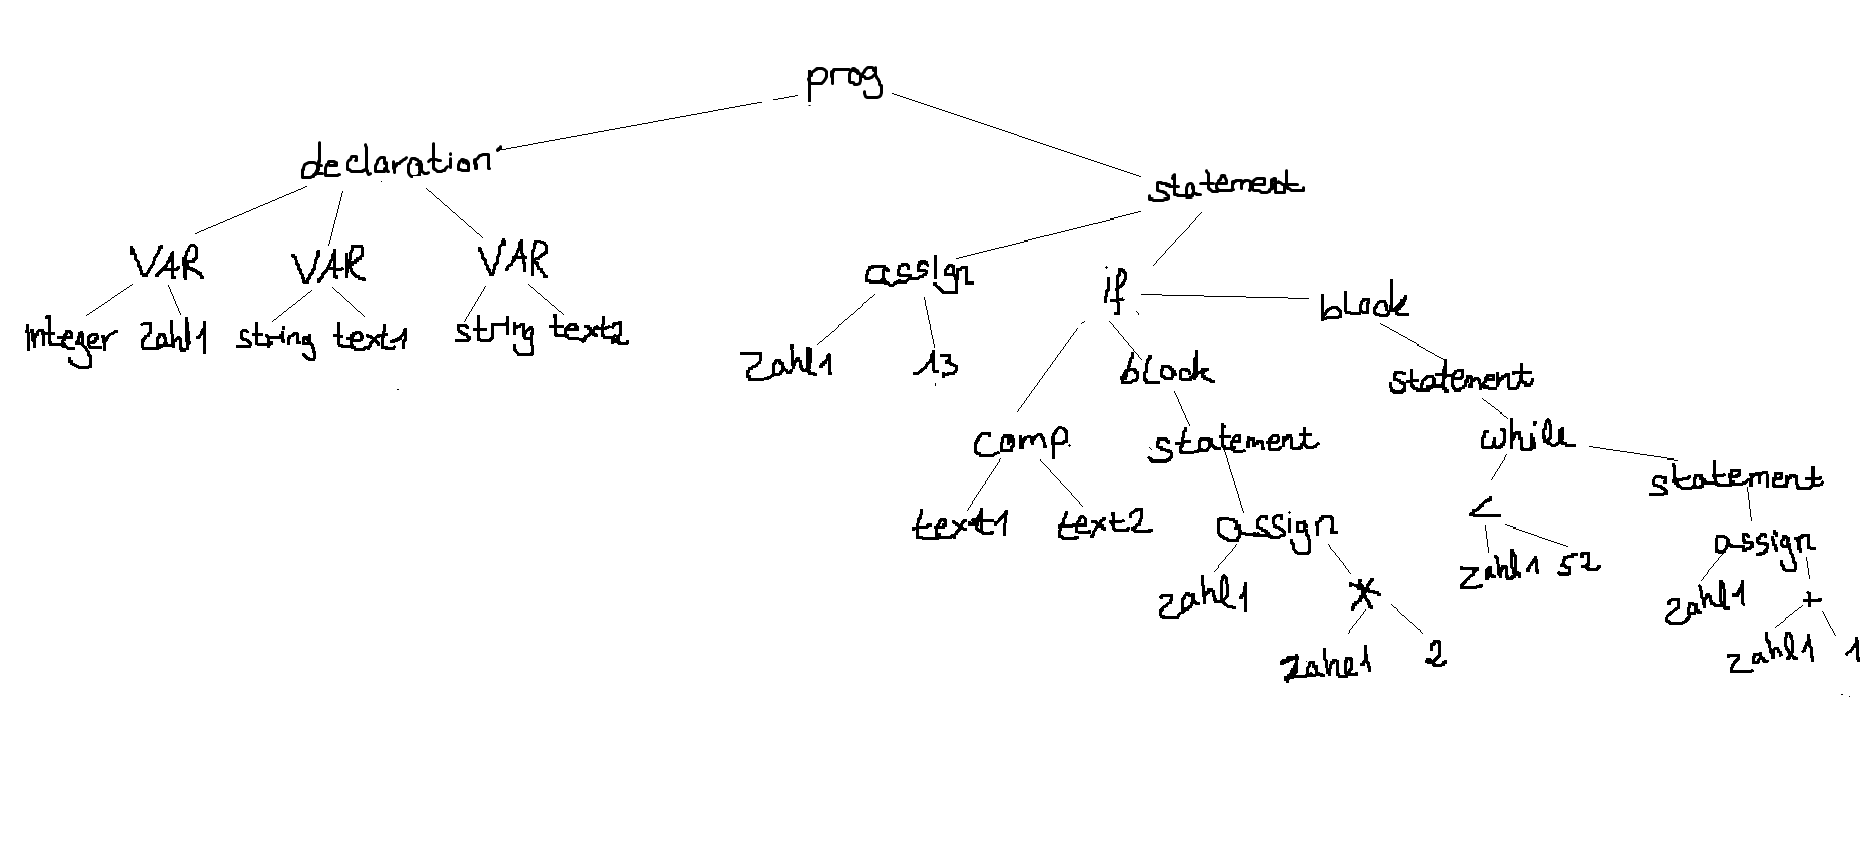 prog
declaration
statement
VAR VAR VAR
assign if block
Integer Zahl1 string text1 string text2
Zahl1 13 block statement
comp statement while
statement
text1 text2 assign <
assign
Zahl1 * zahl1 52
zahl1 +
zahl1 2 zahl1 1